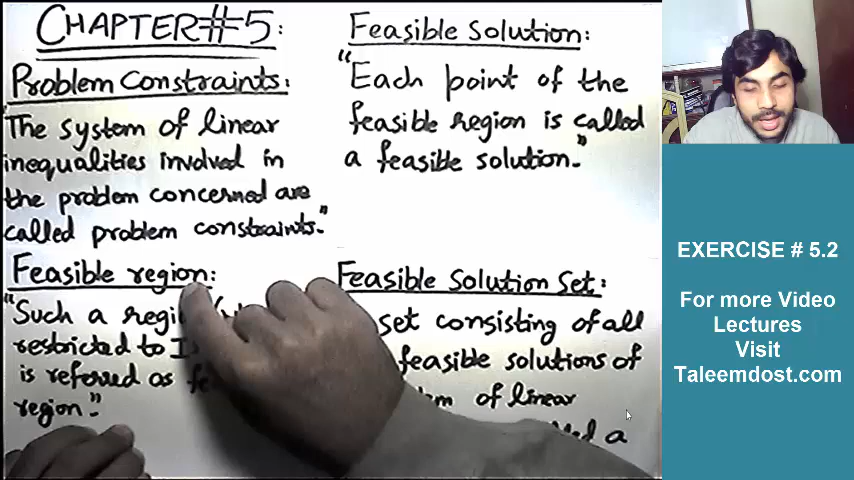 CHAPTER#5:
Problem Constraints:
"The system of linear
inequalities involved in
the problem concerned are
called problem constraints."
Feasible region:
"Such a regi
restricted to I
is referred as fe
region."
Feasible Solution:
"Each point of the
feasible region is called
a feasible solution."
Feasible Solution Set:
set consisting of all
feasible solutions of
em of linear
ed a
EXERCISE # 5.2
For more Video
Lectures
Visit
Taleemdost.com